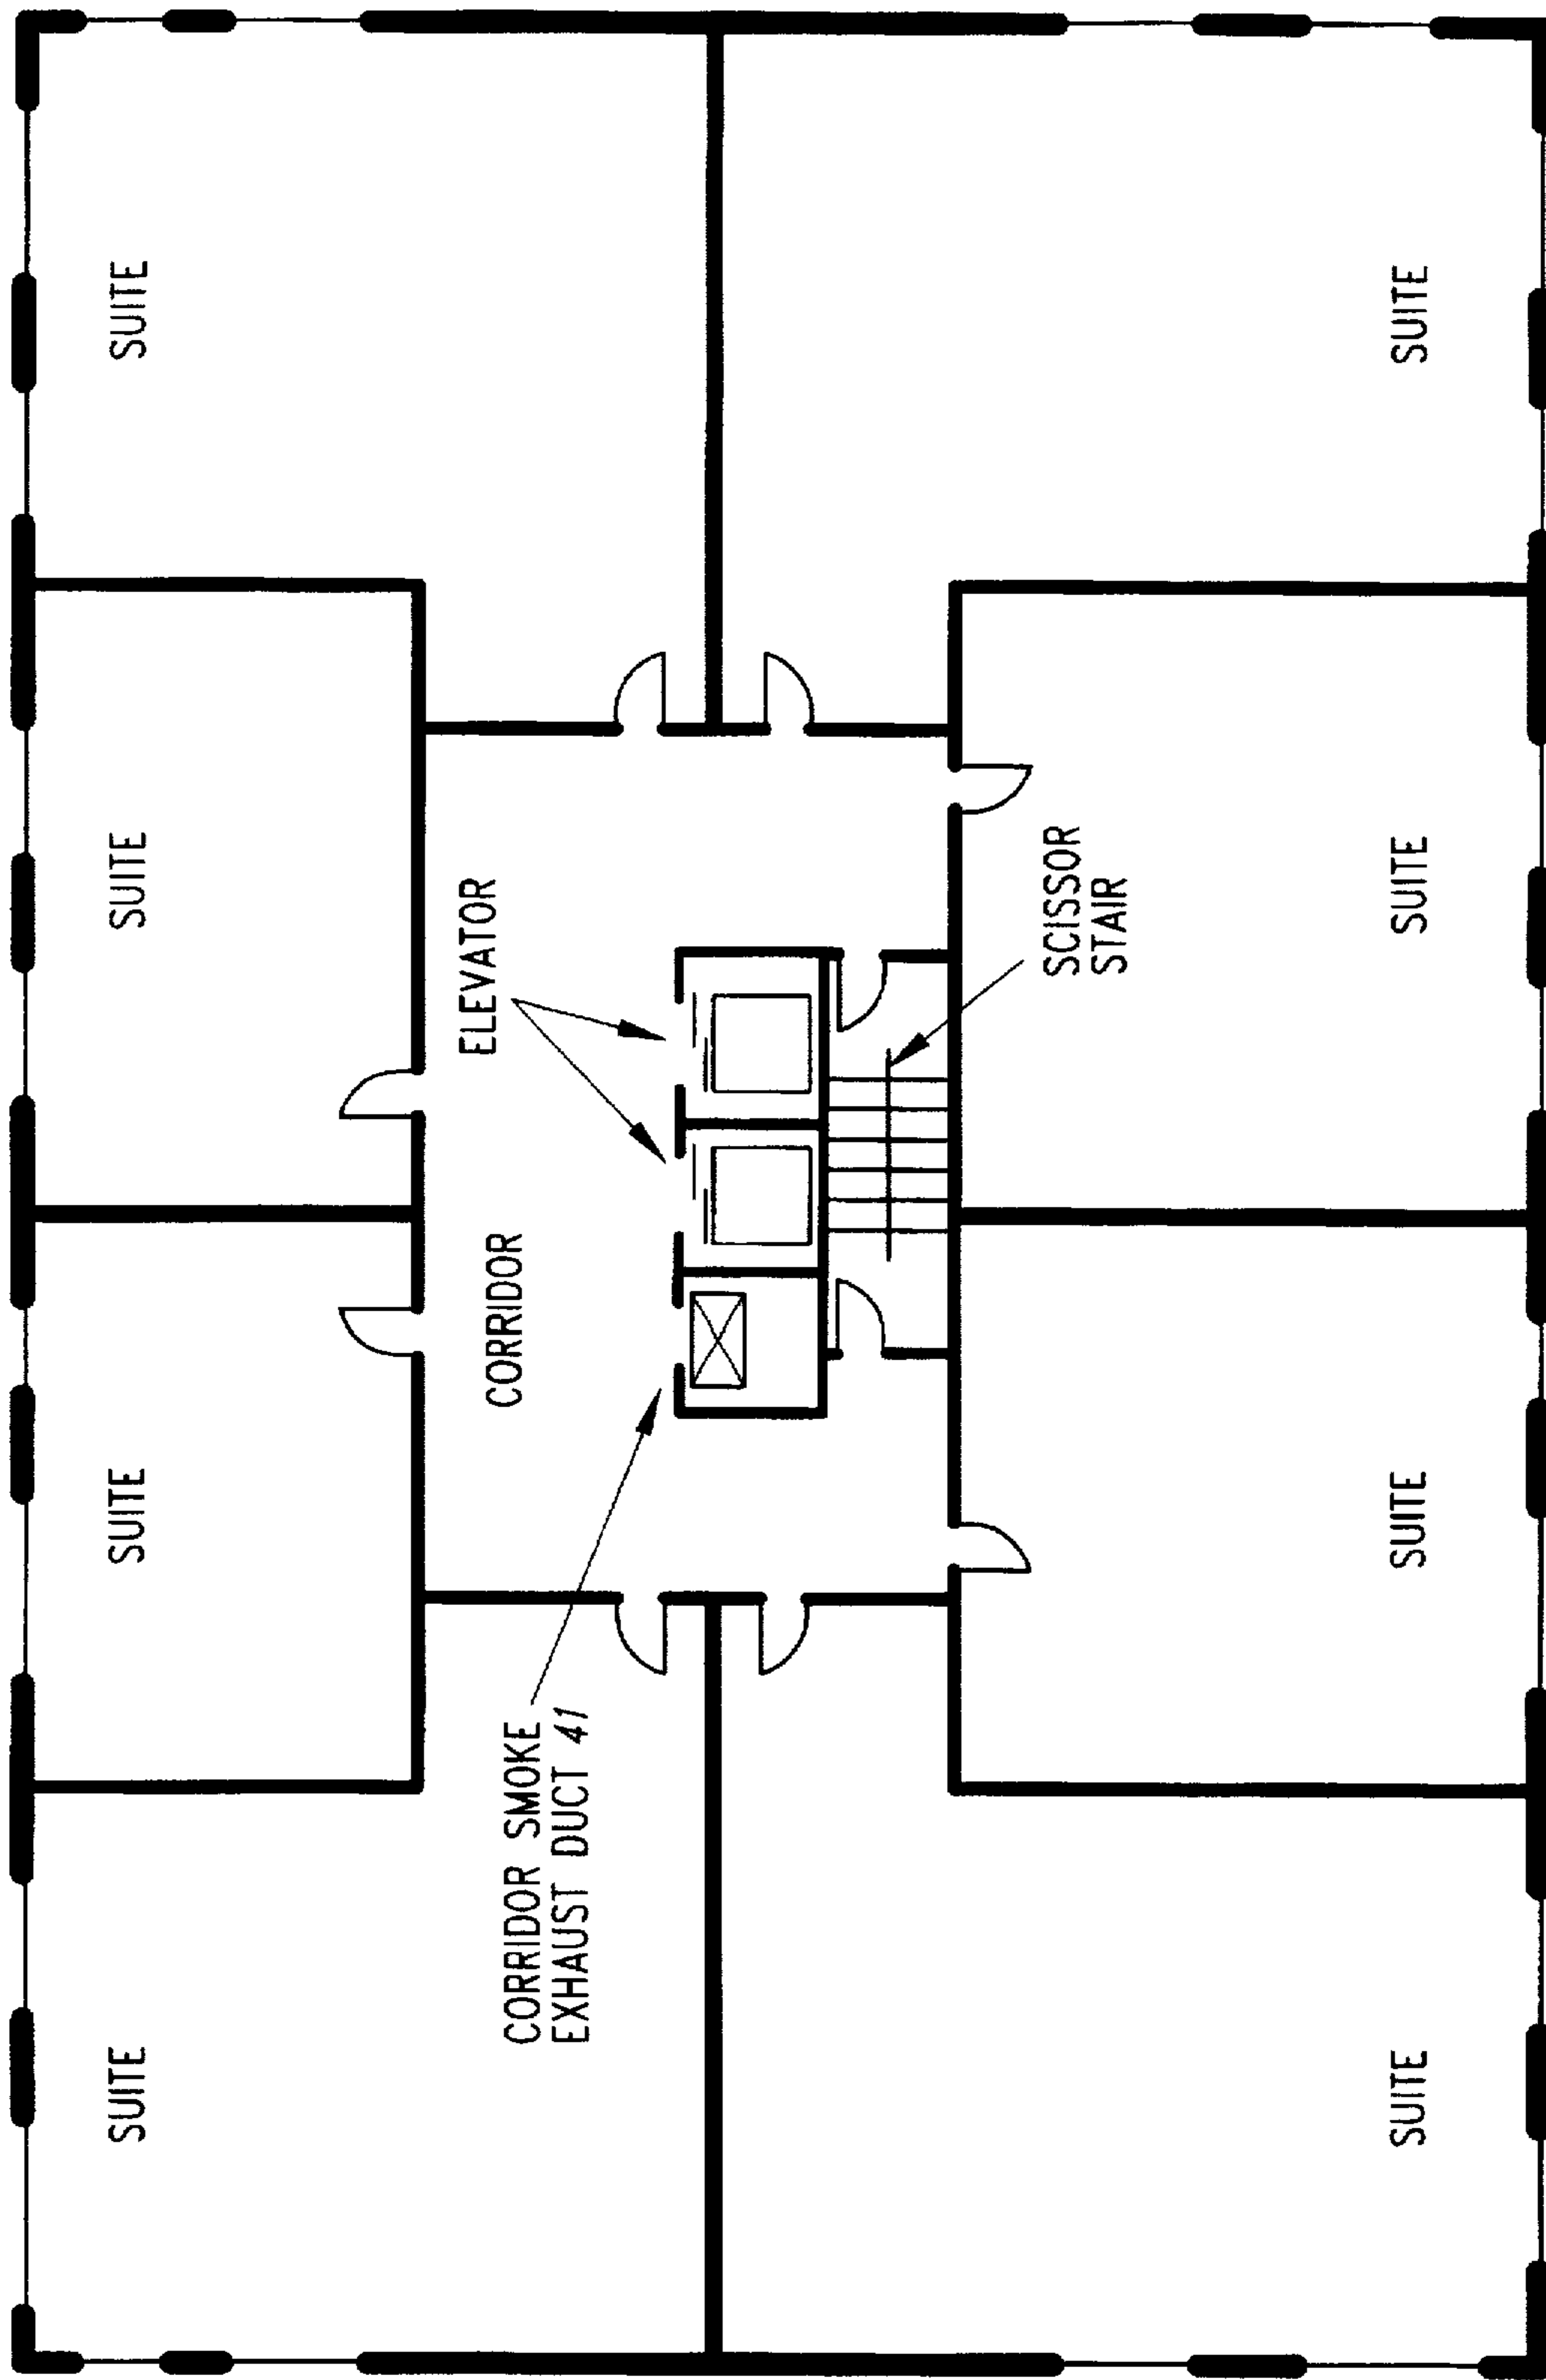 SUITE
SUITE
SUITE
SUITE
CORRIDOR SMOKE
EXHAUST DUCT 41
CORRIDOR
ELEVATOR
SCISSOR
STAIR
SUITE
SUITE
SUITE
SUITE